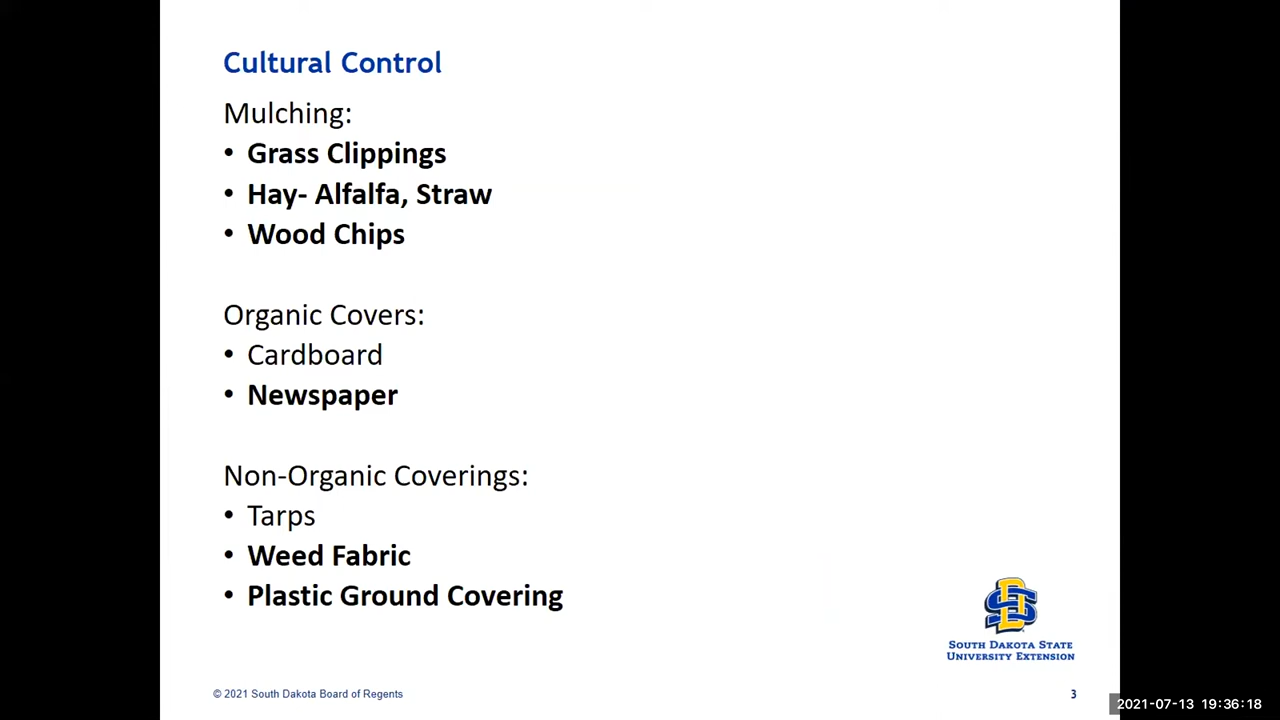 Cultural Control
Mulching:
• Grass Clippings
• Hay- Alfalfa, Straw
• Wood Chips
Organic Covers:
• Cardboard
• Newspaper
Non-Organic Coverings:
• Tarps
• Weed Fabric
• Plastic Ground Covering
SOUTH DAKOTA STATE
UNIVERSITY EXTENSION
© 2021 South Dakota Board of Regents
3
2021-07-13 19:36:18